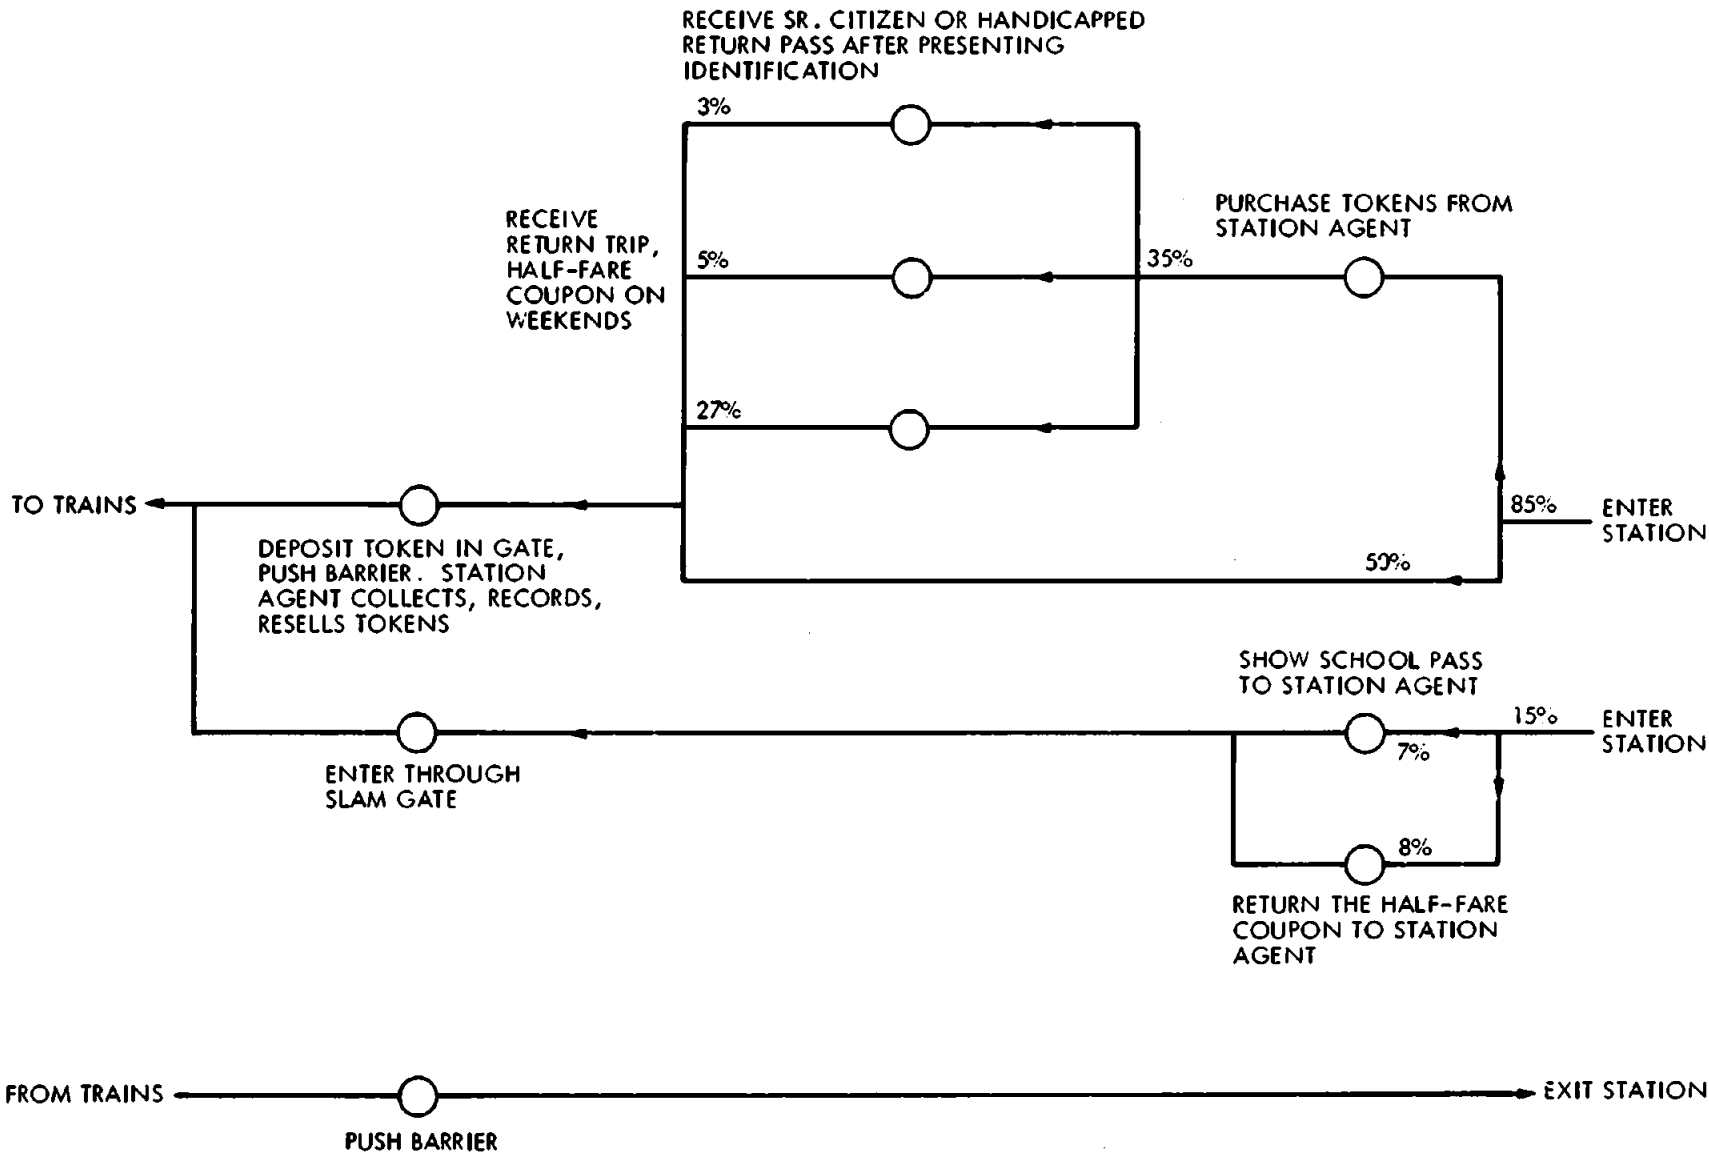 RECEIVE SR. CITIZEN OR HANDICAPPED
RETURN PASS AFTER PRESENTING
IDENTIFICATION
3%
RECEIVE
RETURN TRIP,
HALF-FARE
COUPON ON
WEEKENDS
5%
35%
PURCHASE TOKENS FROM
STATION AGENT
27%
TO TRAINS
85%
ENTER
STATION
DEPOSIT TOKEN IN GATE,
PUSH BARRIER. STATION
AGENT COLLECTS, RECORDS,
RESELLS TOKENS
50%
SHOW SCHOOL PASS
TO STATION AGENT
15%
ENTER
STATION
7%
ENTER THROUGH
SLAM GATE
8%
RETURN THE HALF-FARE
COUPON TO STATION
AGENT
FROM TRAINS
EXIT STATION
PUSH BARRIER